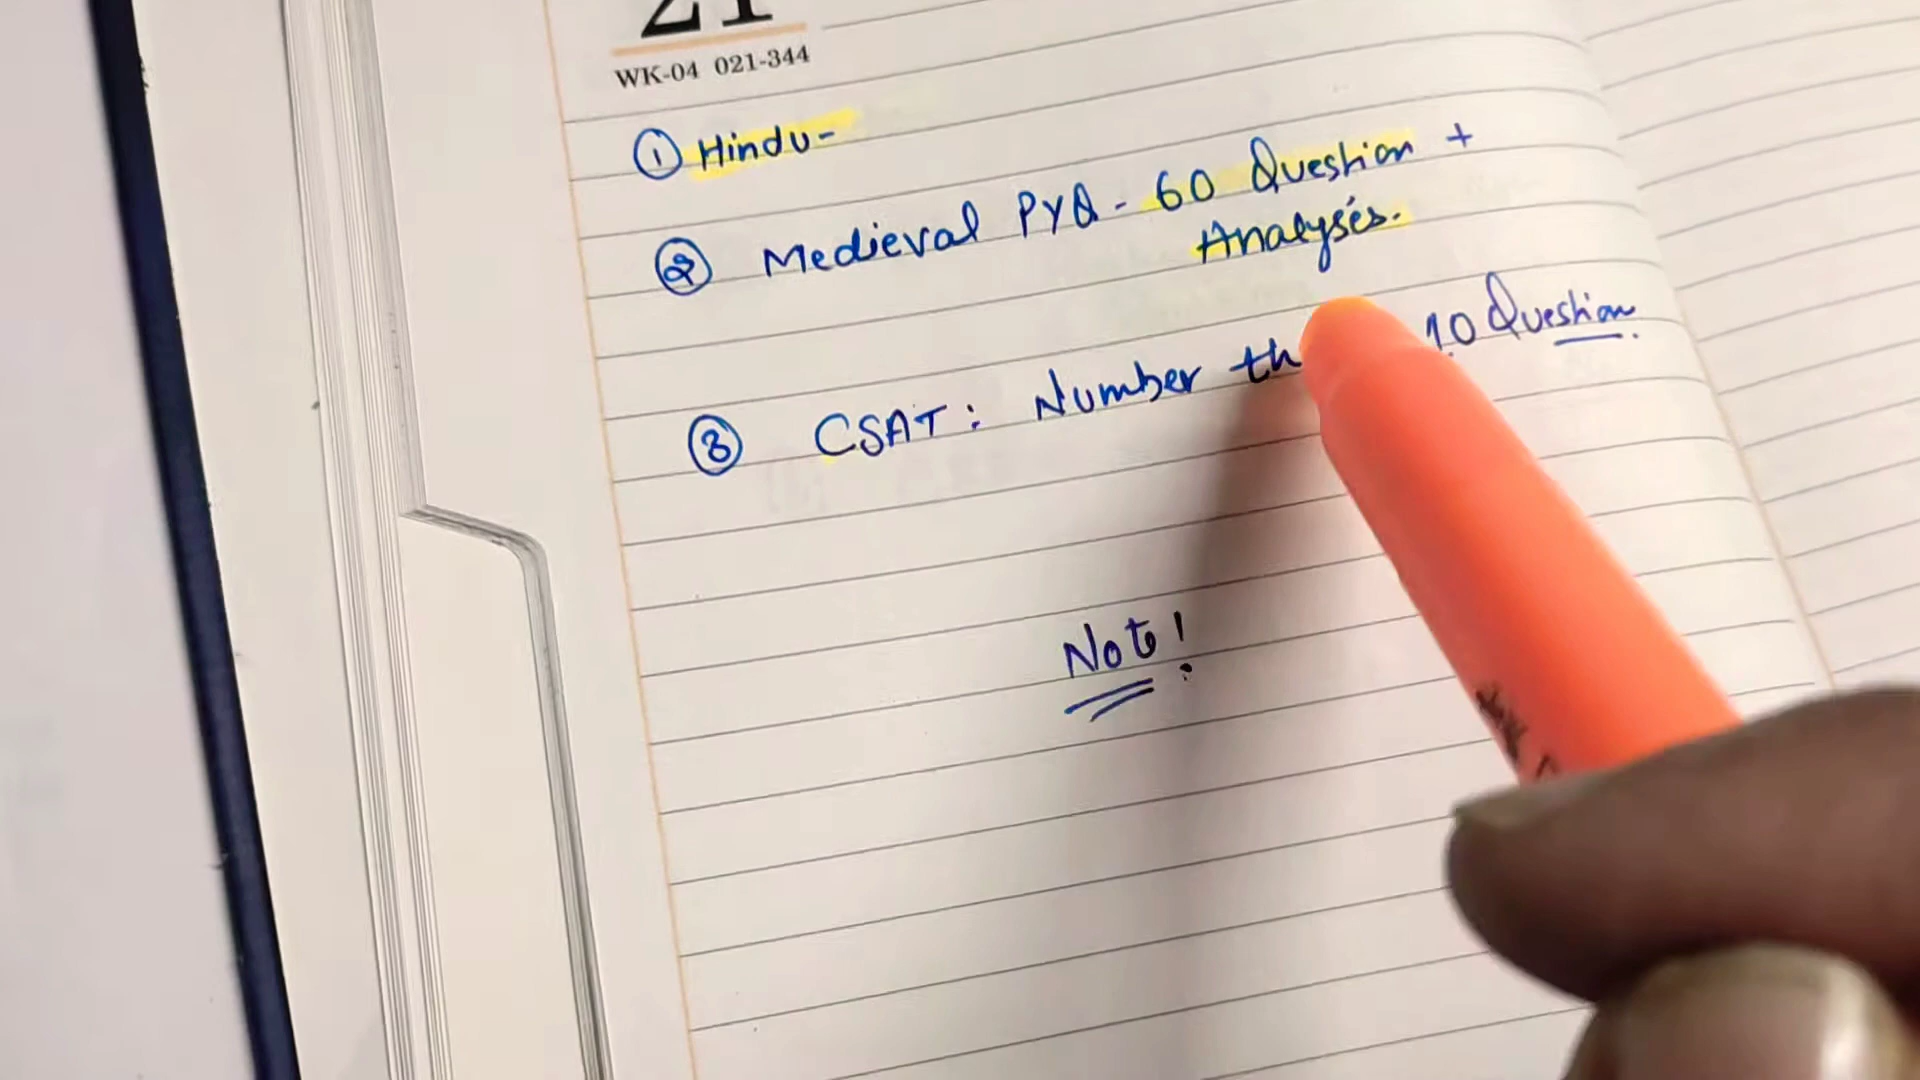 21
WK-04 021-344
① Hindu-
② Medieval PYQ - 60 Question +
Analysis.
③ CSAT: Number th 10 Question.
Note!